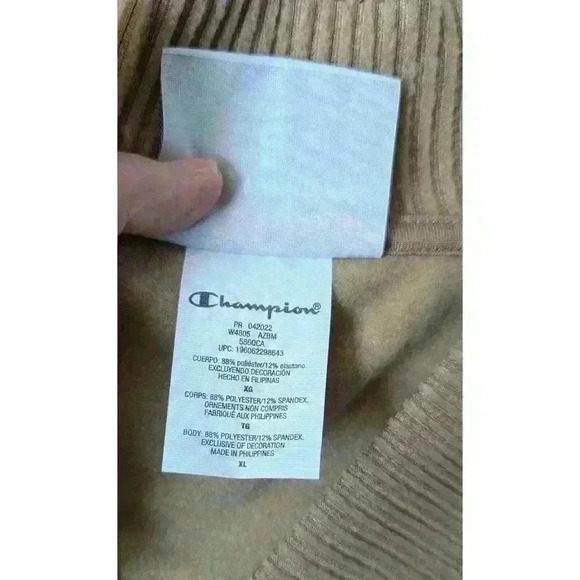 Champion®
PR 042022
W4805 AZBM
586QCA
UPC: 196062298643
CUERPO: 88% poliéster/12% elastano.
EXCLUYENDO DECORACIÓN
HECHO EN FILIPINAS
XG
CORPS: 88% POLYESTER/12% SPANDEX.
ORNEMENTS NON COMPRIS
FABRIQUÉ AUX PHILIPPINES
TG
BODY: 88% POLYESTER/12% SPANDEX.
EXCLUSIVE OF DECORATION
MADE IN PHILIPPINES
XL